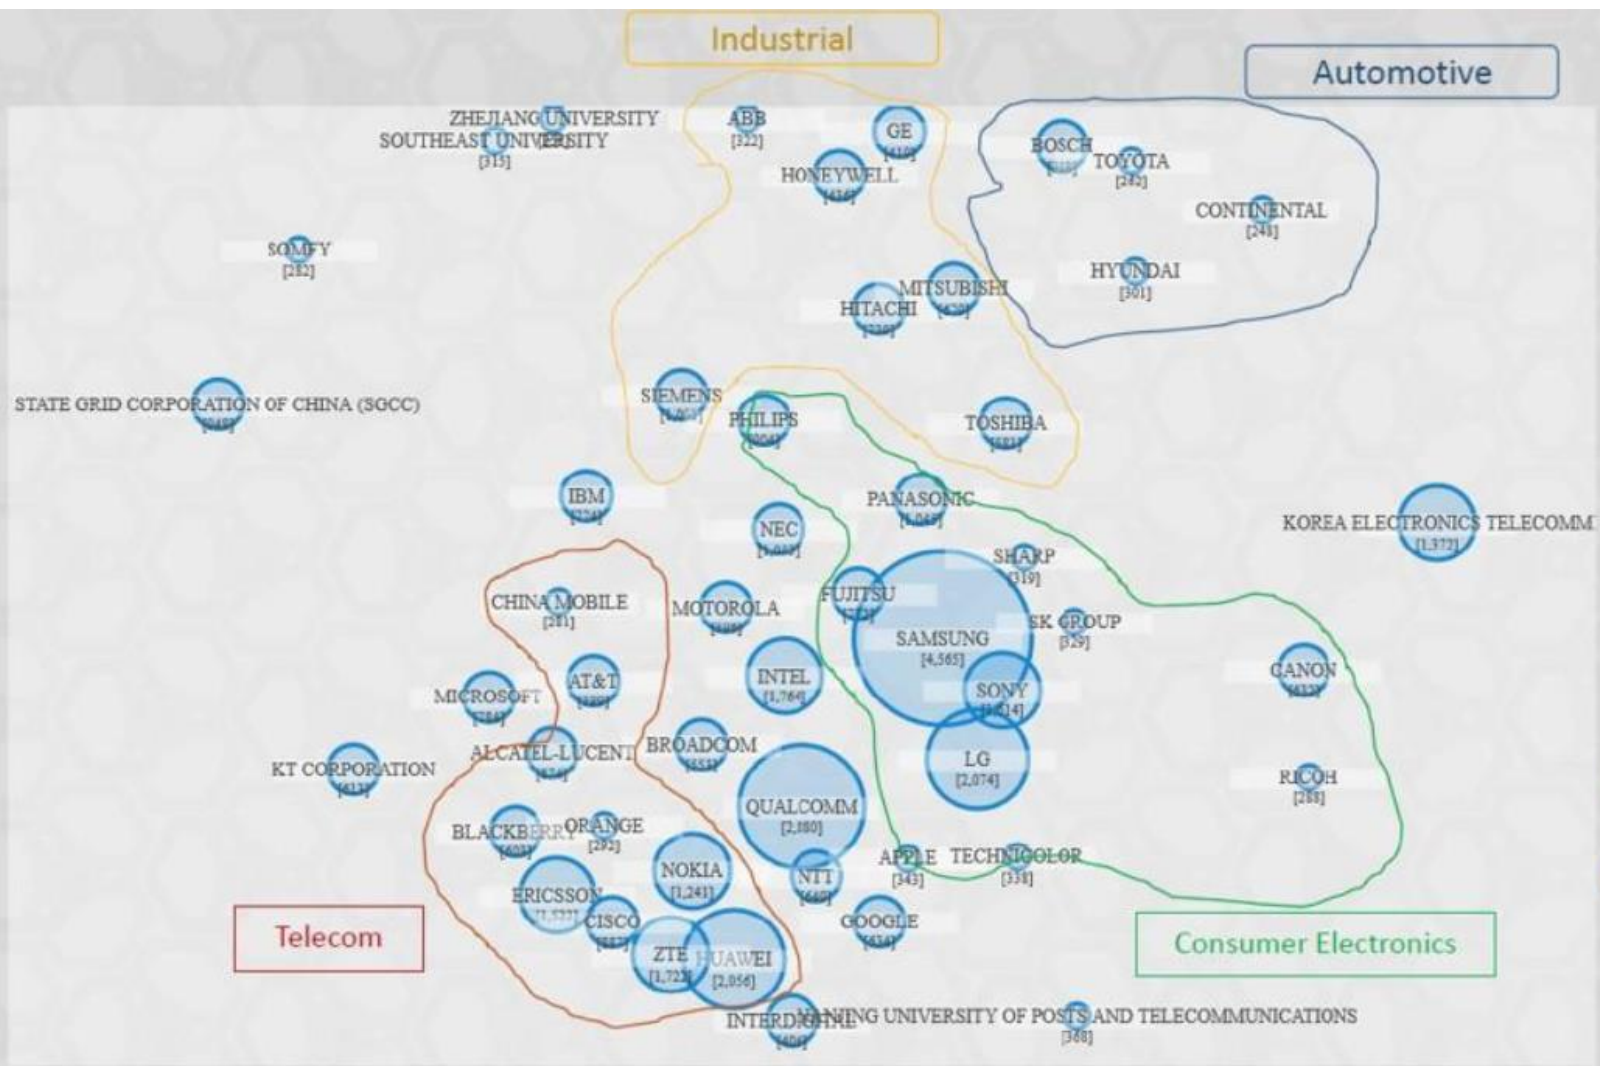 Industrial
Automotive
ZHEJIANG UNIVERSITY
SOUTHEAST UNIVERSITY
[315]
ABB
[322]
GE
HONEYWELL
BOSCH
TOYOTA
[242]
CONTINENTAL
[248]
SOMFY
[282]
HYUNDAI
[301]
MITSUBISHI
HITACHI
STATE GRID CORPORATION OF CHINA (SGCC)
SIEMENS
PHILIPS
TOSHIBA
IBM
PANASONIC
NEC
KOREA ELECTRONICS TELECOMM
[1,372]
SHARP
[319]
CHINA MOBILE
[281]
MOTOROLA
FUJITSU
SAMSUNG
[4,565]
SK GROUP
[329]
INTEL
[1,764]
SONY
CANON
AT&T
MICROSOFT
ALCATEL-LUCENT
BROADCOM
[553]
LG
[2,074]
KT CORPORATION
RICOH
[288]
QUALCOMM
[2,880]
BLACKBERRY
[603]
ORANGE
[292]
NOKIA
[1,241]
NTT
APPLE
[343]
TECHNICOLOR
[338]
ERICSSON
CISCO
GOOGLE
Telecom
ZTE
HUAWEI
[2,056]
Consumer Electronics
INTERDIGITAL
NANJING UNIVERSITY OF POSTS AND TELECOMMUNICATIONS
[368]